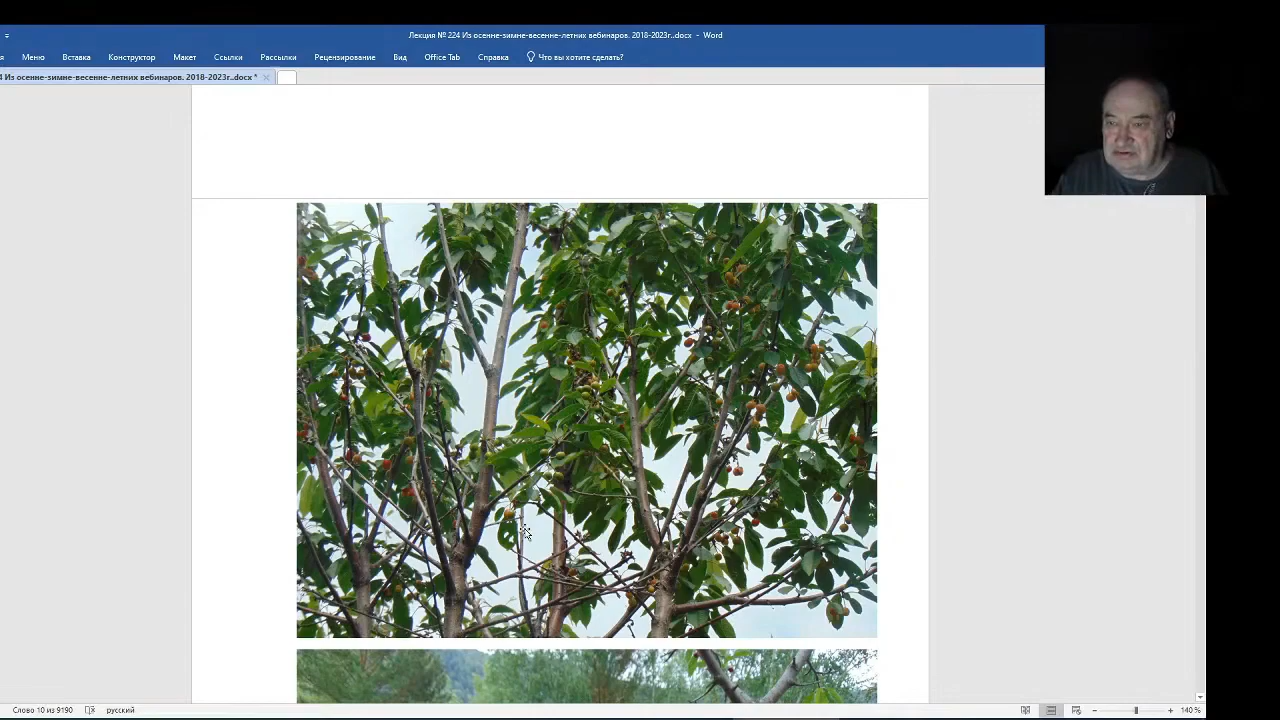 Лекция № 224 Из осенне-зимне-весенне-летних вебинаров. 2018-2023г..docx - Word
Меню Вставка Конструктор Макет Ссылки Рассылки Рецензирование Вид Office Tab Справка Что вы хотите сделать?
4 Из осенне-зимне-весенне-летних вебинаров. 2018-2023г..docx *
Слово 10 из 9190 русский 140 %